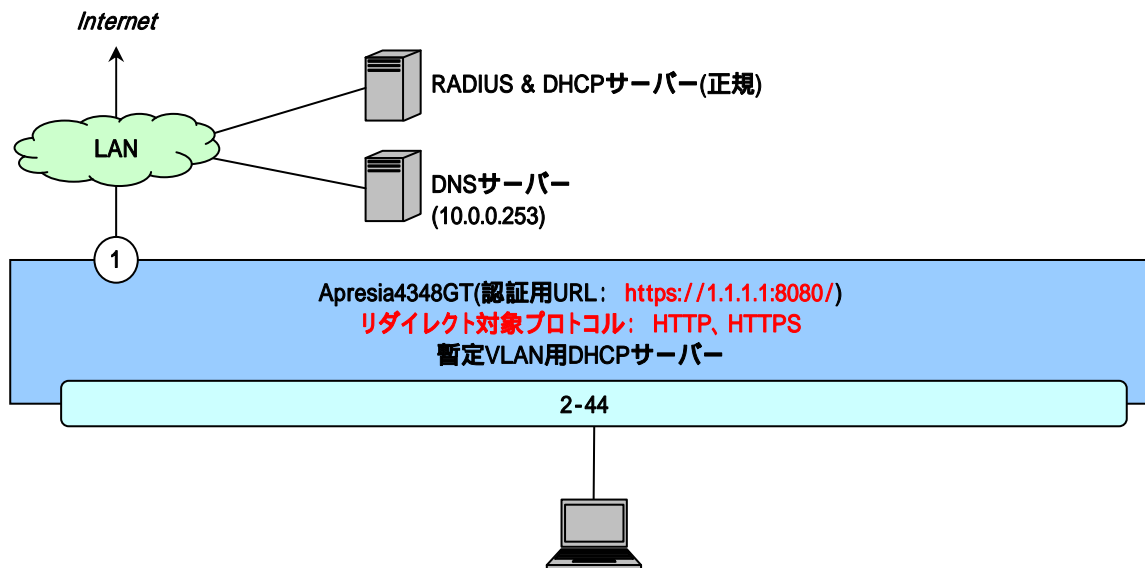 Internet
RADIUS & DHCPサーバー(正規)
LAN
DNSサーバー
(10.0.0.253)
1
Apresia4348GT(認証用URL： https://1.1.1.1:8080/)
リダイレクト対象プロトコル： HTTP、HTTPS
暫定VLAN用DHCPサーバー
2-44